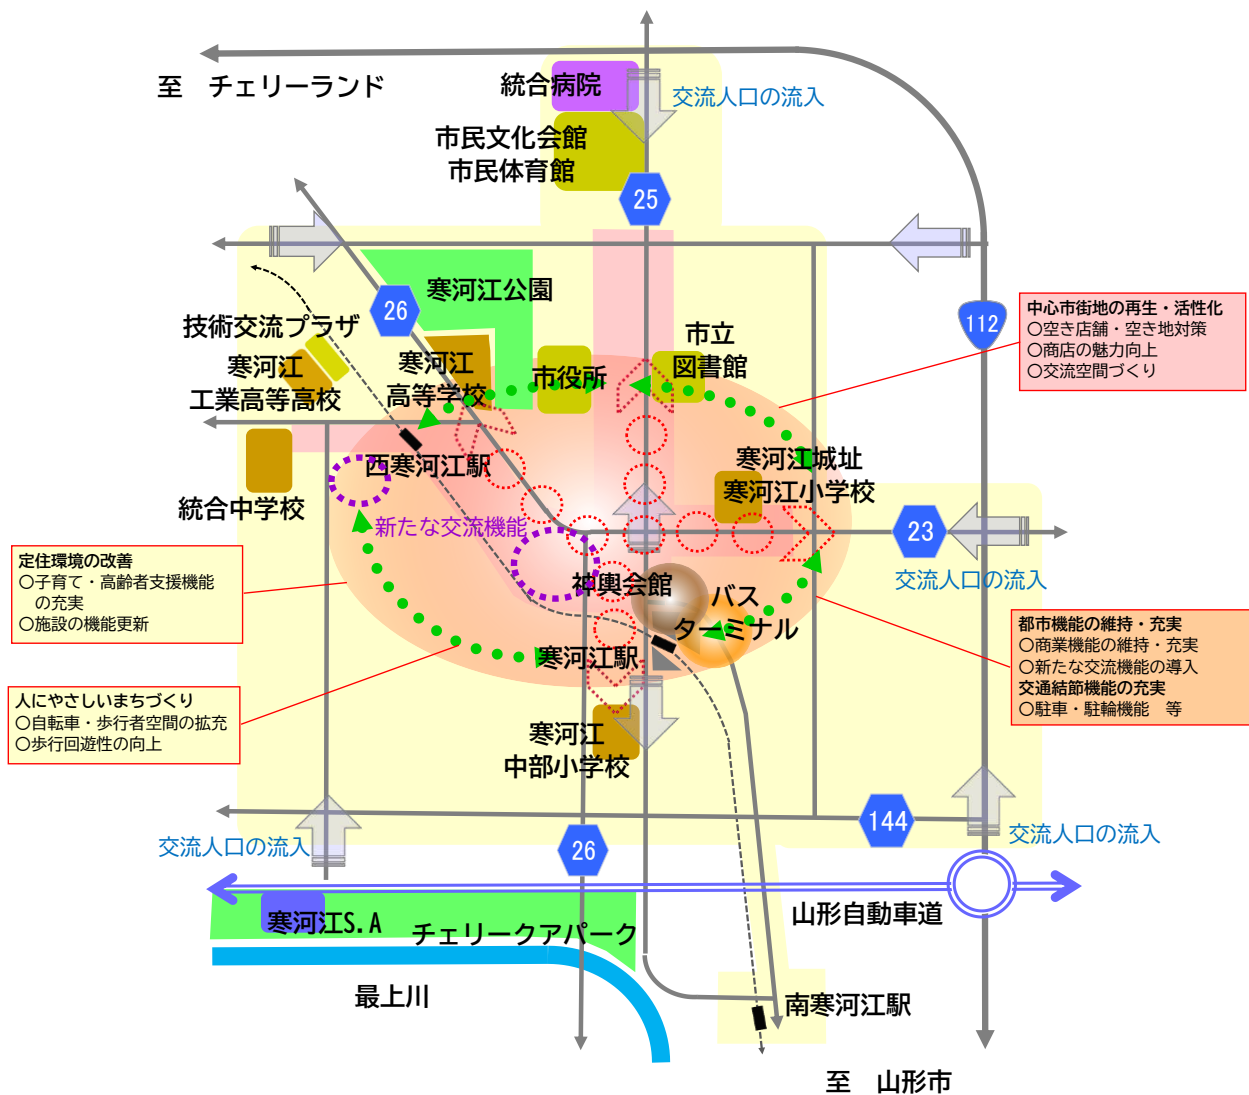 至　チェリーランド
統合病院
交流人口の流入
市民文化会館
市民体育館
25
寒河江公園
26
112
技術交流プラザ
寒河江
工業高等高校
寒河江
高等学校
市役所
市立
図書館
中心市街地の再生・活性化
○空き店舗・空き地対策
○商店の魅力向上
○交流空間づくり
西寒河江駅
寒河江城址
寒河江小学校
統合中学校
新たな交流機能
23
交流人口の流入
定住環境の改善
○子育て・高齢者支援機能
の充実
○施設の機能更新
神輿会館
バス
ターミナル
寒河江駅
都市機能の維持・充実
○商業機能の維持・充実
○新たな交流機能の導入
交通結節機能の充実
○駐車・駐輪機能　等
人にやさしいまちづくり
○自転車・歩行者空間の拡充
○歩行回遊性の向上
寒河江
中部小学校
144
交流人口の流入
26
交流人口の流入
寒河江S.A
チェリークアパーク
山形自動車道
最上川
南寒河江駅
至　山形市